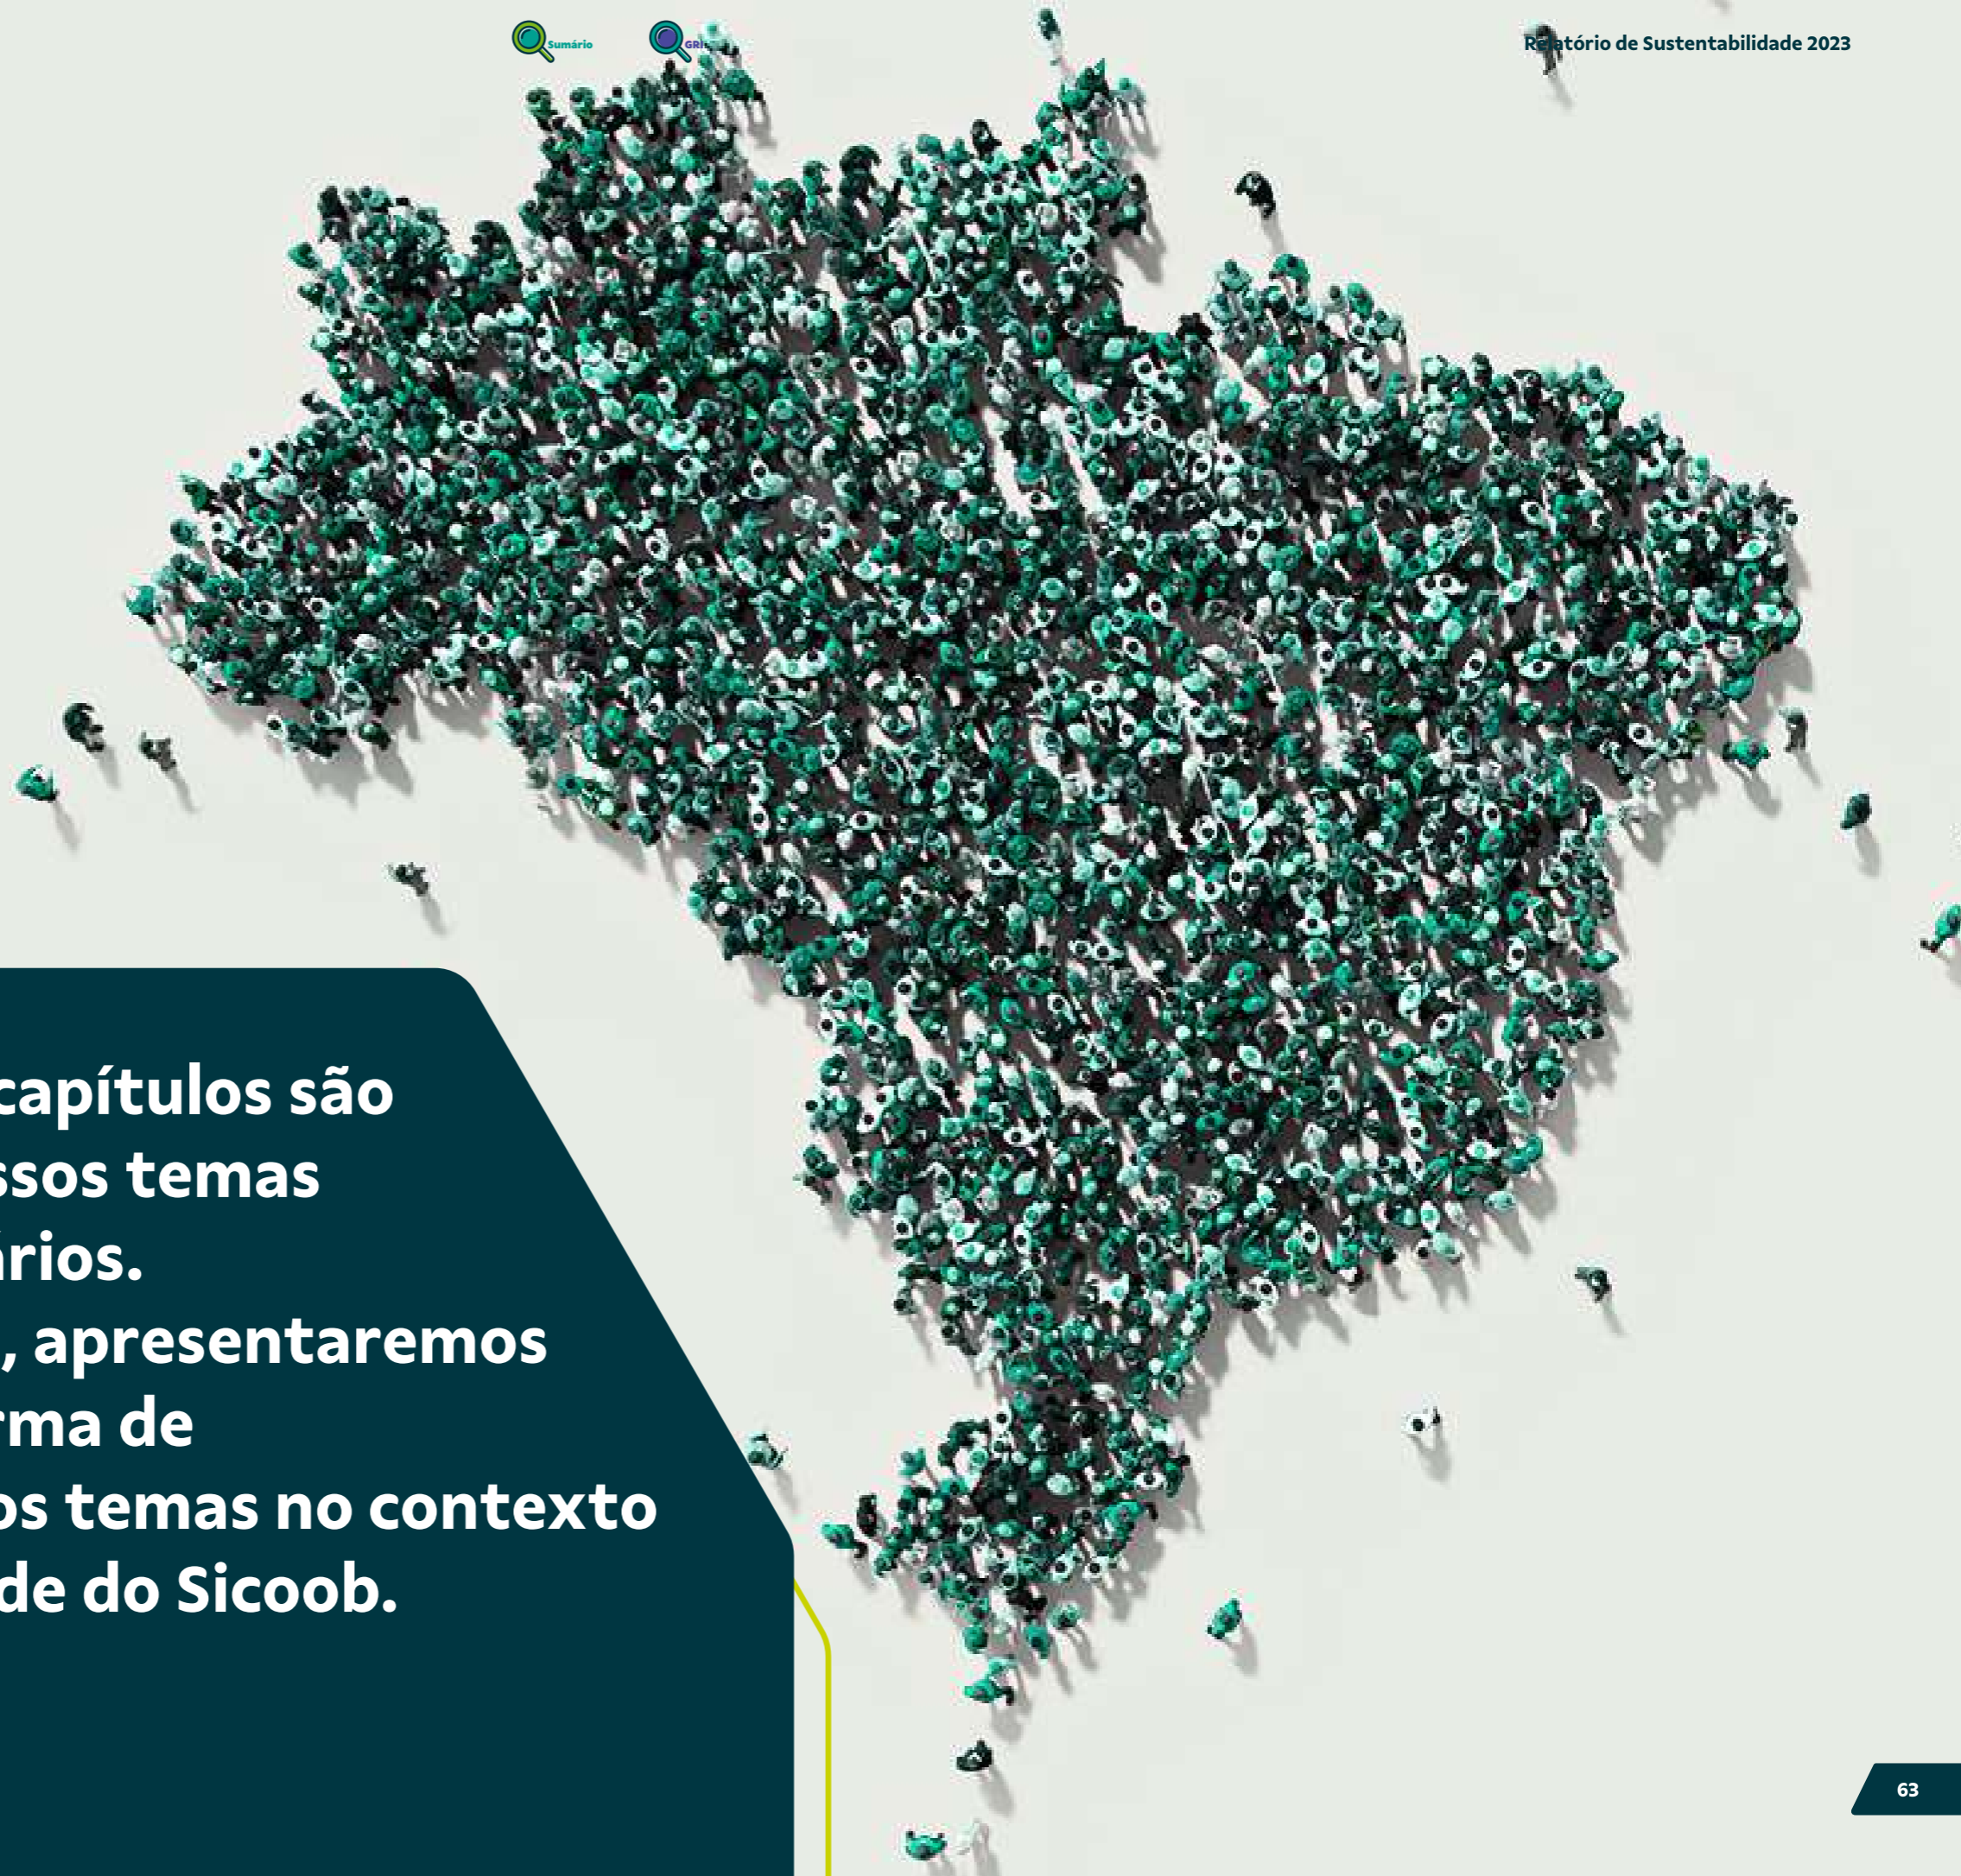 Sumário
GRI
Relatório de Sustentabilidade 2023
capítulos são
ssos temas
ários.
, apresentaremos
rma de
os temas no contexto
de do Sicoob.
63